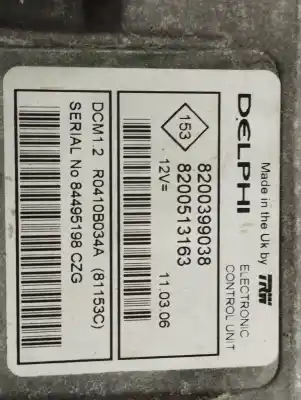 Made in the Uk by TRW
DELPHI
ELECTRONIC
CONTROL UNIT
153
8200399038
8200513163
12V=
11.03.06
DCM1.2 R0410B034A (81153C)
SERIAL No 84495198 CZG